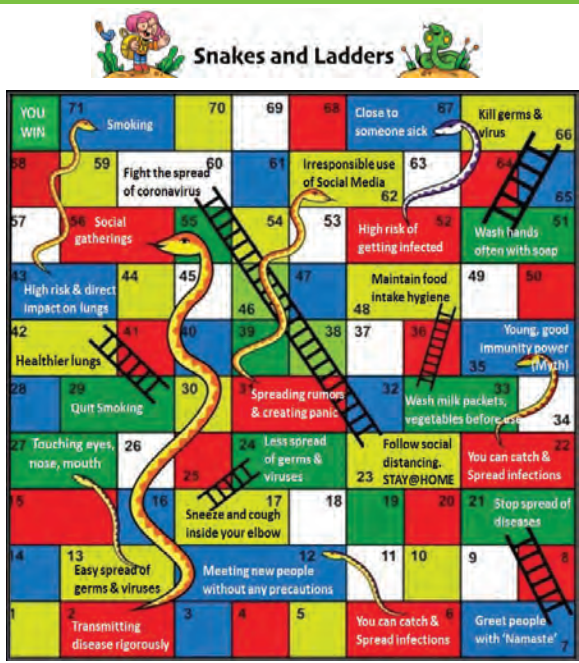 Snakes and Ladders
YOU
WIN
71
Smoking
70
69
68
Close to
someone sick
67
Kill germs &
virus
66
58
59
Fight the spread
of coronavirus
60
61
Irresponsible use
of Social Media
62
63
64
65
57
56
Social
gatherings
55
54
53
High risk of
getting infected
52
Wash hands
often with soap
51
43
High risk & direct
impact on lungs
44
45
46
47
Maintain food
intake hygiene
48
49
50
42
Healthier lungs
41
40
39
38
37
36
Young, good
immunity power
(Myth)
35
28
29
Quit Smoking
30
31
Spreading rumors
& creating panic
32
Wash milk packets,
vegetables before use
33
34
27
Touching eyes,
nose, mouth
26
25
24
Less spread
of germs &
viruses
Follow social
distancing.
23 STAY@HOME
22
You can catch &
Spread infections
15
16
17
Sneeze and cough
inside your elbow
18
19
20
21
Stop spread of
diseases
14
13
Easy spread of
germs & viruses
12
Meeting new people
without any precautions
11
10
9
8
1
2
Transmitting
disease rigorously
3
4
5
You can catch &
Spread infections
6
Greet people
with ‘Namaste’
7